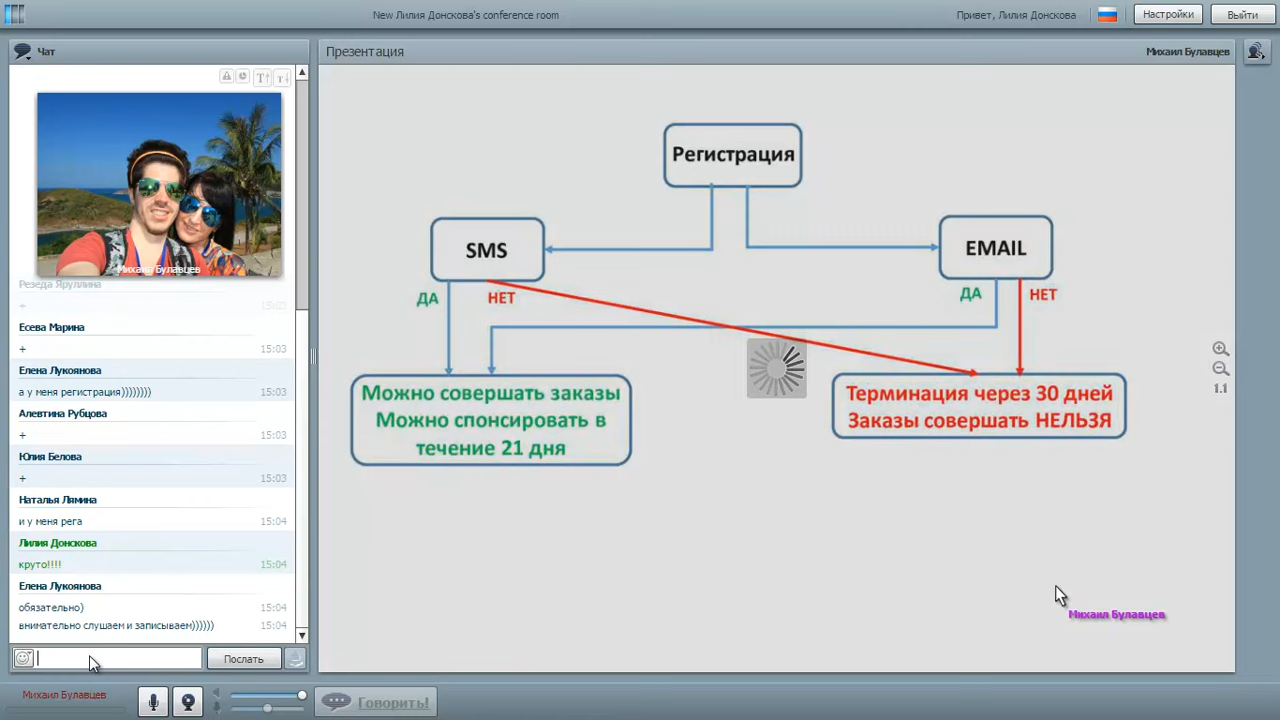 New Лилия Донскова's conference room
Привет, Лилия Донскова
Настройки
Выйти
Чат
Михаил Булавцев
Резеда Яруллина
+ 15:03
Есева Марина
+ 15:03
Елена Лукоянова
а у меня регистрация)))))))) 15:03
Алевтина Рубцова
+ 15:03
Юлия Белова
+ 15:03
Наталья Лямина
и у меня рега 15:04
Лилия Донскова
круто!!!! 15:04
Елена Лукоянова
обязательно) 15:04
внимательно слушаем и записываем)))))) 15:04
Послать
Михаил Булавцев
Говорить!
Презентация
Михаил Булавцев
Регистрация
SMS
EMAIL
ДА
НЕТ
ДА
НЕТ
Можно совершать заказы
Можно спонсировать в
течение 21 дня
Терминация через 30 дней
Заказы совершать НЕЛЬЗЯ
1.1
Михаил Булавцев